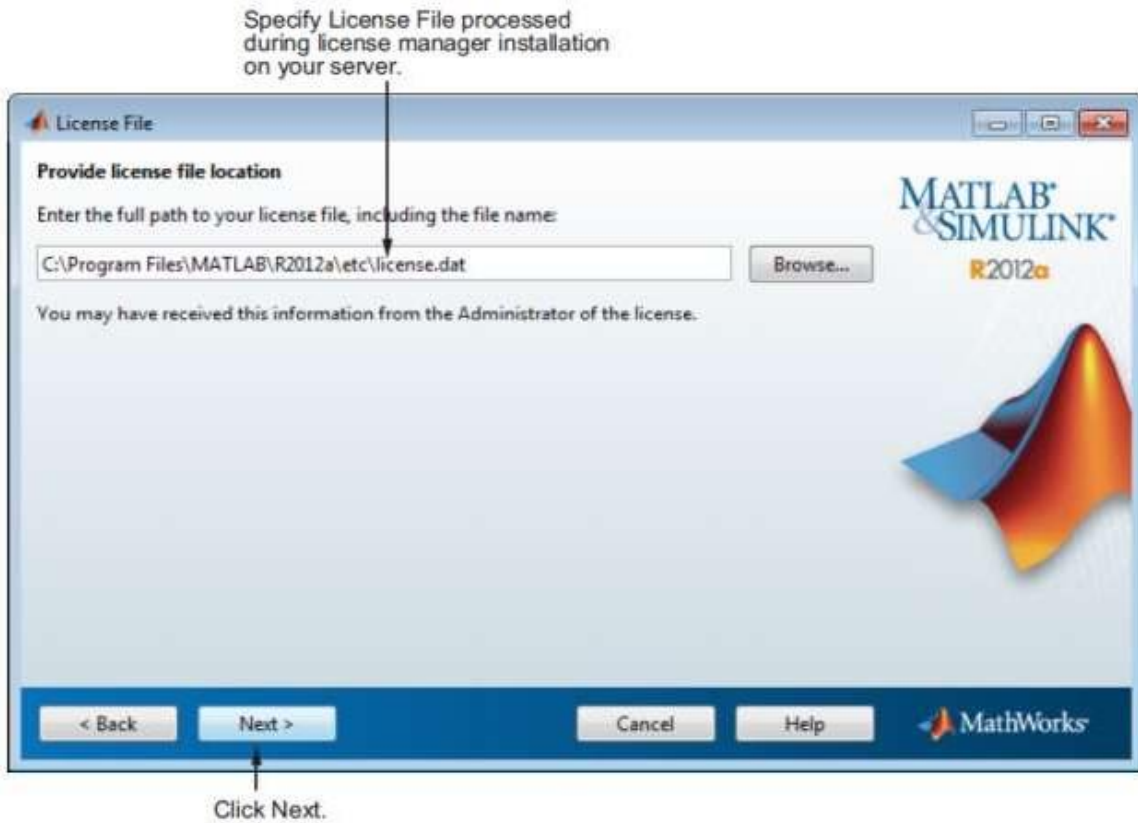 Specify License File processed
during license manager installation
on your server.
License File
Provide license file location
Enter the full path to your license file, including the file name:
C:\Program Files\MATLAB\R2012a\etc\license.dat
Browse...
You may have received this information from the Administrator of the license.
MATLAB®
&SIMULINK®
R2012a
< Back
Next >
Cancel
Help
MathWorks®
Click Next.